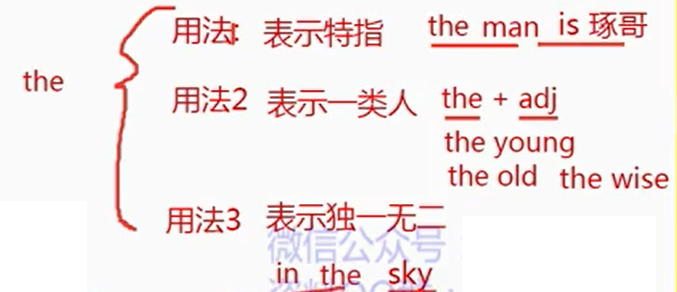 the
用法1: 表示特指 the man is 琢哥
用法2 表示一类人 the + adj
the young
the old the wise
用法3 表示独一无二
微信公众号
in the sky